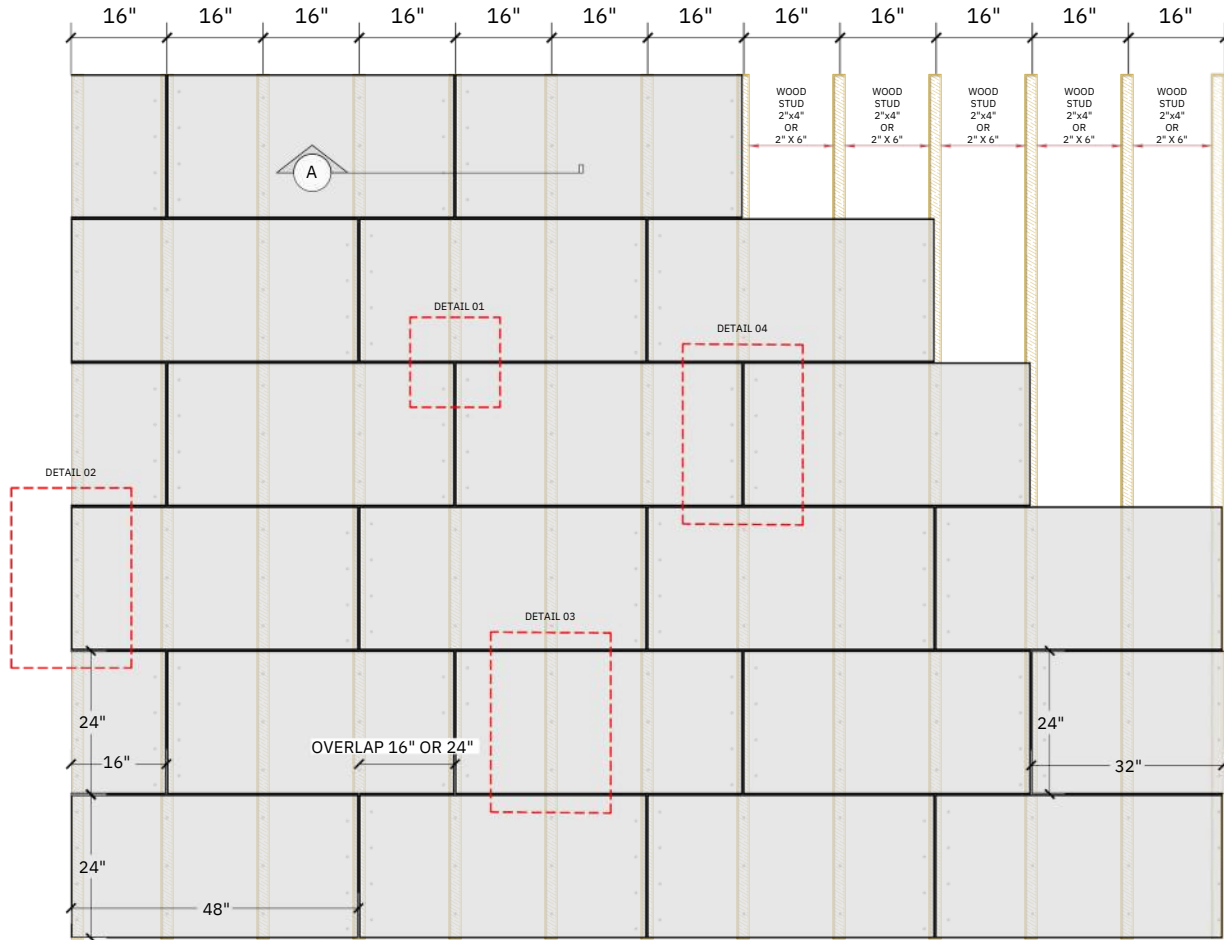 16" 16" 16" 16" 16" 16" 16" 16" 16" 16" 16" 16"
WOOD
STUD
2"x4"
OR
2" X 6"
WOOD
STUD
2"x4"
OR
2" X 6"
WOOD
STUD
2"x4"
OR
2" X 6"
WOOD
STUD
2"x4"
OR
2" X 6"
WOOD
STUD
2"x4"
OR
2" X 6"
A
DETAIL 01
DETAIL 04
DETAIL 02
DETAIL 03
24"
24"
OVERLAP 16" OR 24"
16"
32"
24"
48"